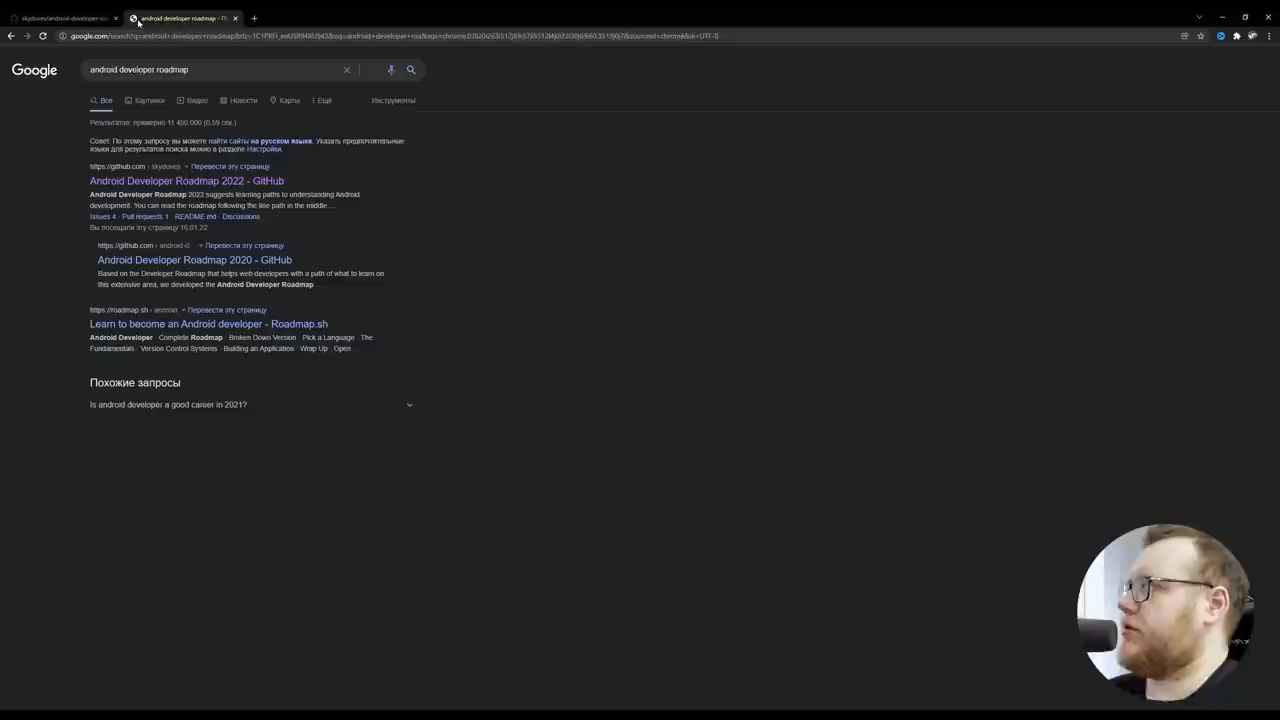 skydoves/android-developer-roa
android developer roadmap - П
Google
android developer roadmap
Все
Картинки
Видео
Новости
Карты
Ещё
Инструменты
Результатов: примерно 11 400 000 (0,59 сек.)
Совет. По этому запросу вы можете найти сайты на русском языке. Указать предпочтительные
языки для результатов поиска можно в разделе Настройки.
https://github.com › skydoves Перевести эту страницу
Android Developer Roadmap 2022 - GitHub
Android Developer Roadmap 2022 suggests learning paths to understanding Android
development. You can read the roadmap following the line path in the middle ...
Issues 4 · Pull requests 1 · README.md · Discussions
Вы посещали эту страницу 16.01.22
https://github.com › android-d Перевести эту страницу
Android Developer Roadmap 2020 - GitHub
Based on the Developer Roadmap that helps web developers with a path of what to learn on
this extensive area, we developed the Android Developer Roadmap
https://roadmap.sh › android Перевести эту страницу
Learn to become an Android developer - Roadmap.sh
Android Developer · Complete Roadmap · Broken Down Version · Pick a Language · The
Fundamentals · Version Control Systems · Building an Application · Wrap Up · Open ...
Похожие запросы
Is android developer a good career in 2021?